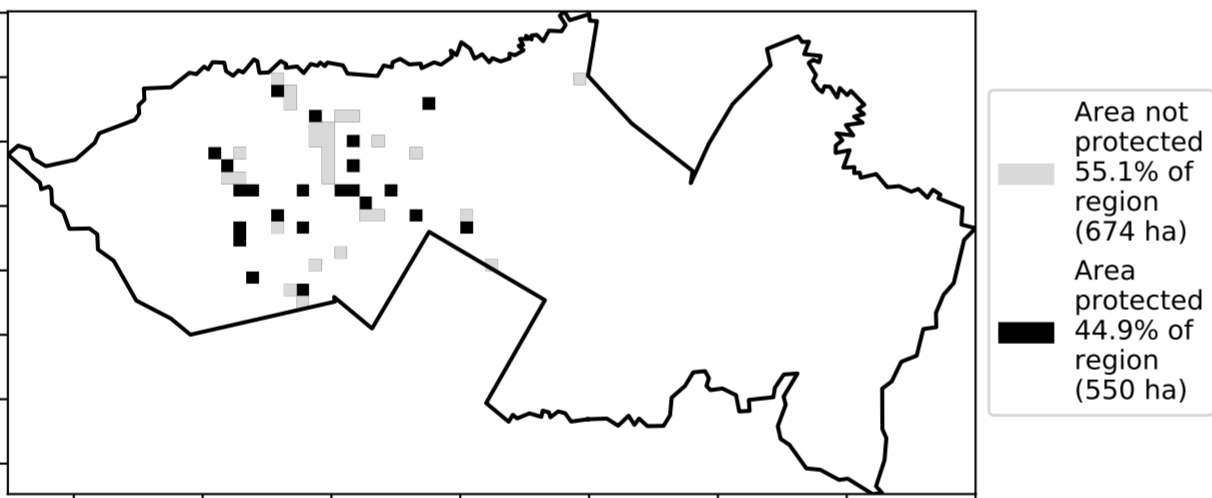 Area not
protected
55.1% of
region
(674 ha)
Area
protected
44.9% of
region
(550 ha)